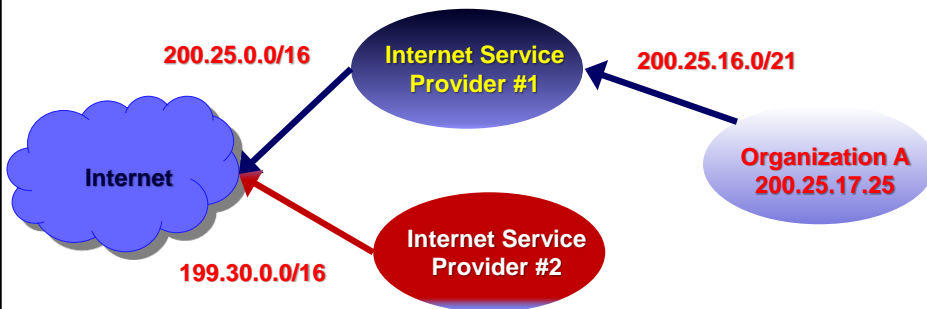 200.25.0.0/16
Internet Service
Provider #1
200.25.16.0/21
Internet
Organization A
200.25.17.25
Internet Service
Provider #2
199.30.0.0/16